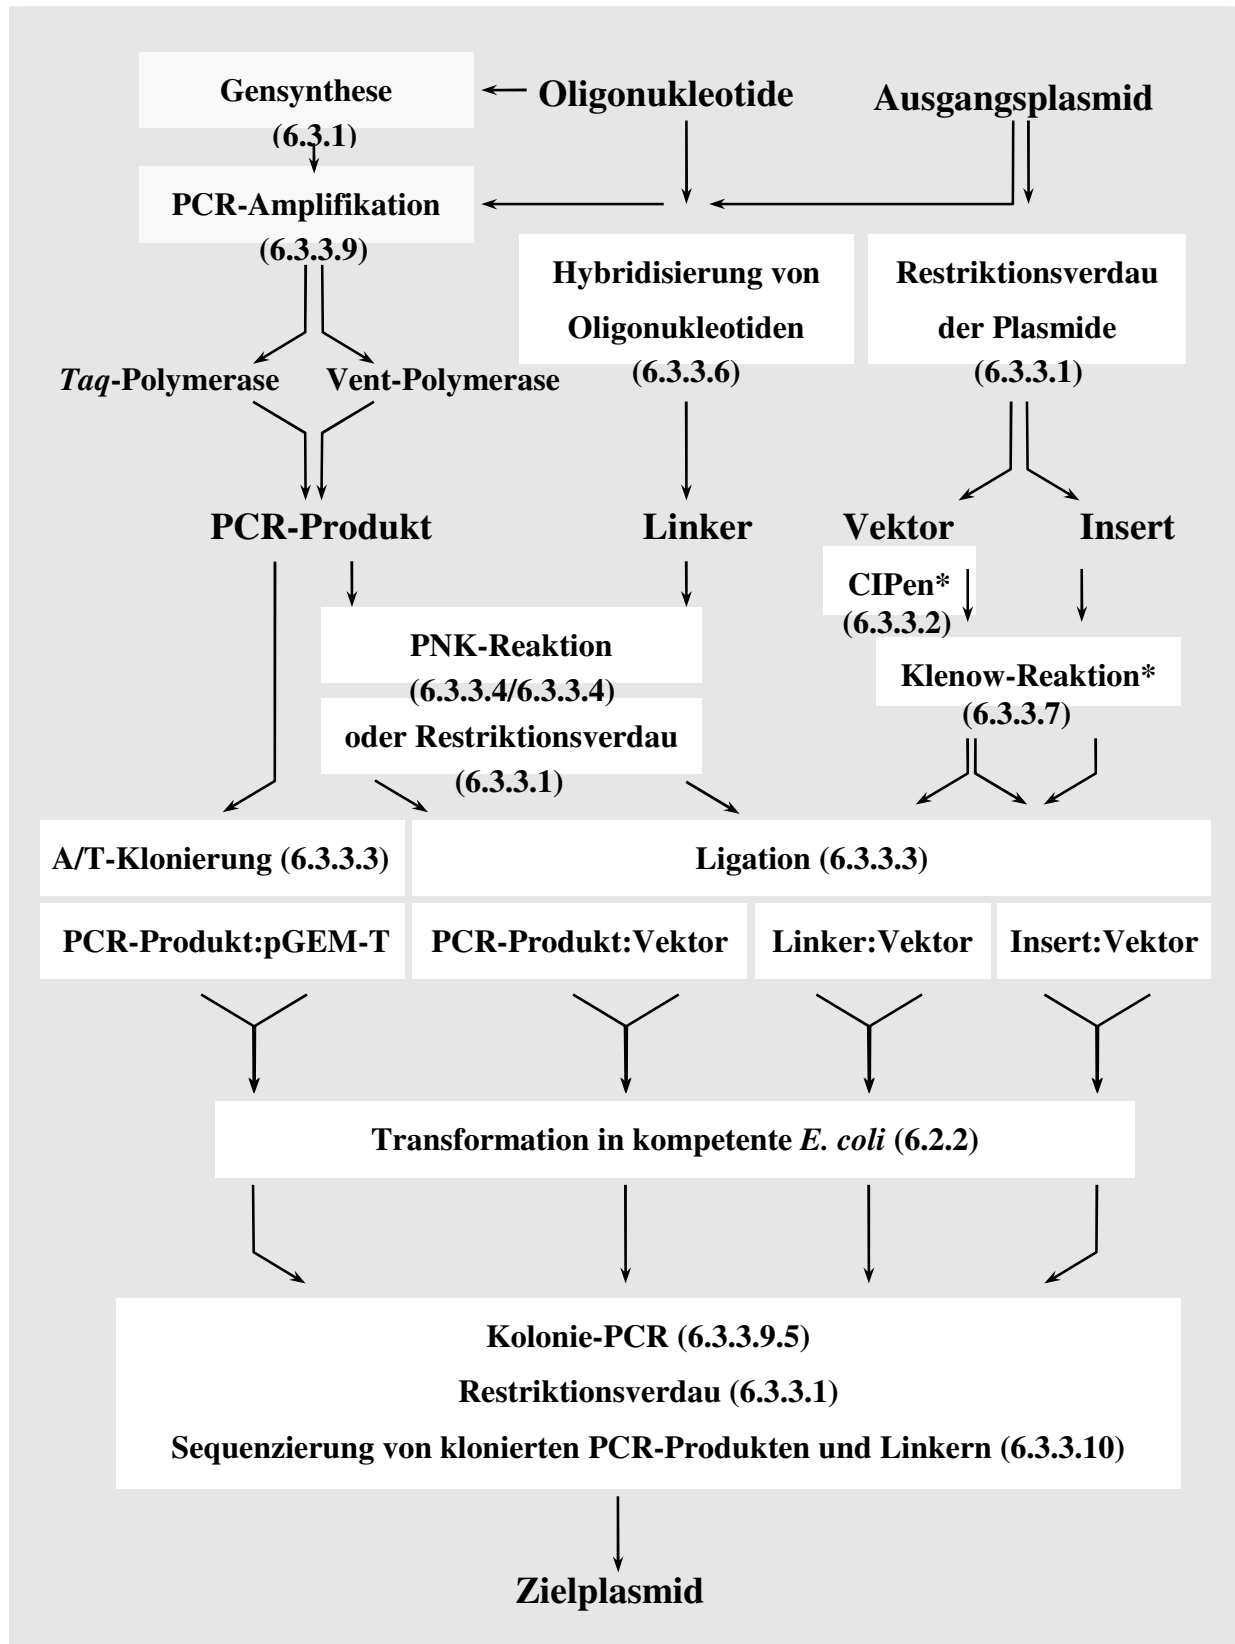 Gensynthese
(6.3.1)
Oligonukleotide
Ausgangsplasmid
PCR-Amplifikation
(6.3.3.9)
Hybridisierung von
Oligonukleotiden
(6.3.3.6)
Restriktionsverdau
der Plasmide
(6.3.3.1)
Taq-Polymerase
Vent-Polymerase
PCR-Produkt
Linker
Vektor
Insert
CIPen*
(6.3.3.2)
PNK-Reaktion
(6.3.3.4/6.3.3.4)
oder Restriktionsverdau
(6.3.3.1)
Klenow-Reaktion*
(6.3.3.7)
A/T-Klonierung (6.3.3.3)
Ligation (6.3.3.3)
PCR-Produkt:pGEM-T
PCR-Produkt:Vektor
Linker:Vektor
Insert:Vektor
Transformation in kompetente E. coli (6.2.2)
Kolonie-PCR (6.3.3.9.5)
Restriktionsverdau (6.3.3.1)
Sequenzierung von klonierten PCR-Produkten und Linkern (6.3.3.10)
Zielplasmid